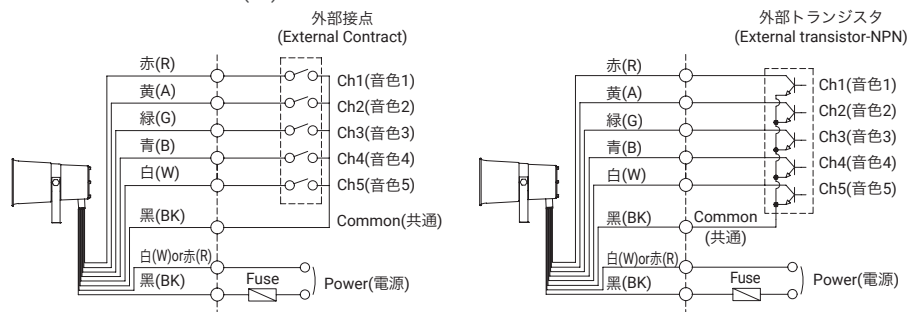 外部接点
(External Contract)
赤(R)
黄(A)
緑(G)
青(B)
白(W)
黒(BK)
白(W)or赤(R)
黒(BK)
Fuse
Ch1(音色1)
Ch2(音色2)
Ch3(音色3)
Ch4(音色4)
Ch5(音色5)
Common(共通)
Power(電源)
外部トランジスタ
(External transistor-NPN)
赤(R)
黄(A)
緑(G)
青(B)
白(W)
黒(BK)
白(W)or赤(R)
黒(BK)
Common
(共通)
Fuse
Ch1(音色1)
Ch2(音色2)
Ch3(音色3)
Ch4(音色4)
Ch5(音色5)
Power(電源)